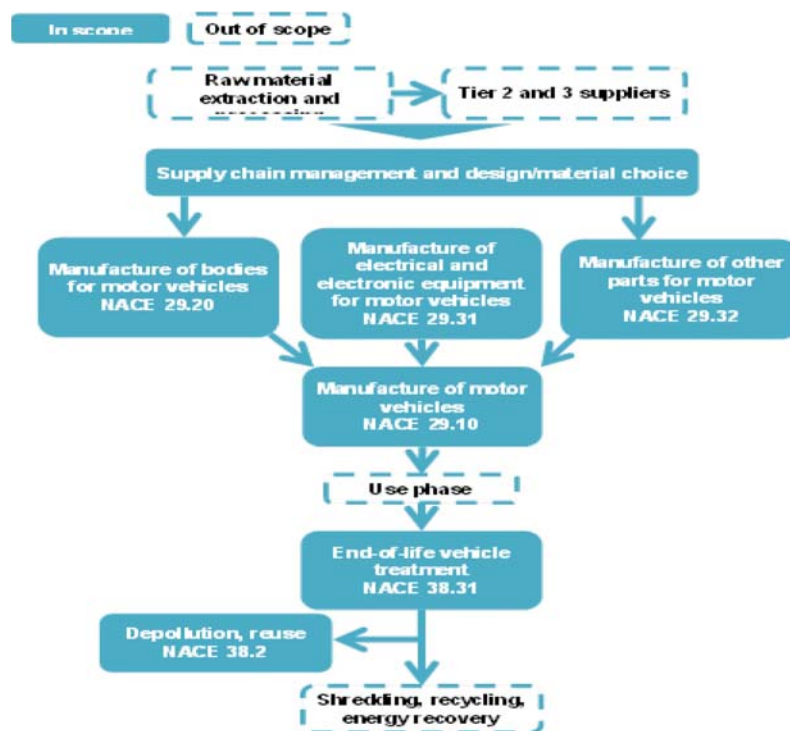 In scope
Out of scope
Raw material
extraction and
processing
Tier 2 and 3 suppliers
Supply chain management and design/material choice
Manufacture of bodies
for motor vehicles
NACE 29.20
Manufacture of
electrical and
electronic equipment
for motor vehicles
NACE 29.31
Manufacture of other
parts for motor
vehicles
NACE 29.32
Manufacture of motor
vehicles
NACE 29.10
Use phase
End-of-life vehicle
treatment
NACE 38.31
Depollution, reuse
NACE 38.2
Shredding, recycling,
energy recovery